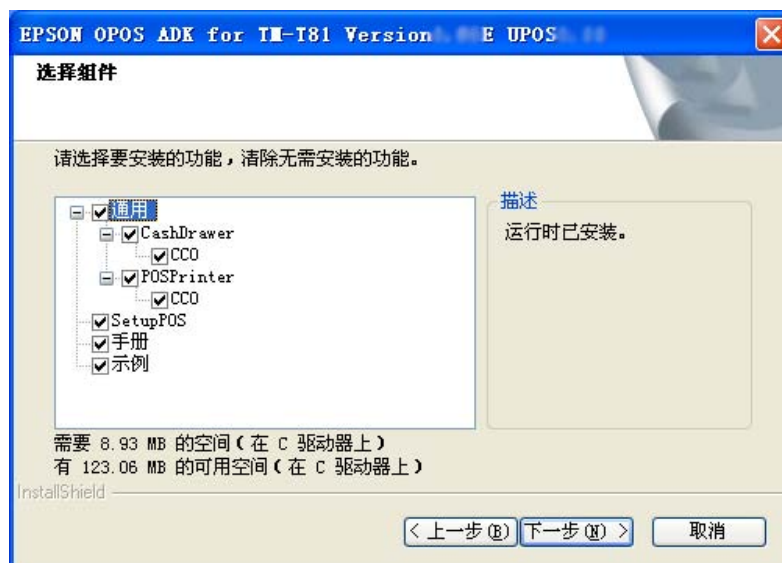 EPSON OPOS ADK for TM-T81 Version E UPOS
选择组件
请选择要安装的功能，清除无需安装的功能。
通用
CashDrawer
CCO
POSPrinter
CCO
SetupPOS
手册
示例
描述
运行时已安装。
需要 8.93 MB 的空间(在 C 驱动器上)
有 123.06 MB 的可用空间(在 C 驱动器上)
InstallShield
< 上一步(B)
下一步(N) >
取消